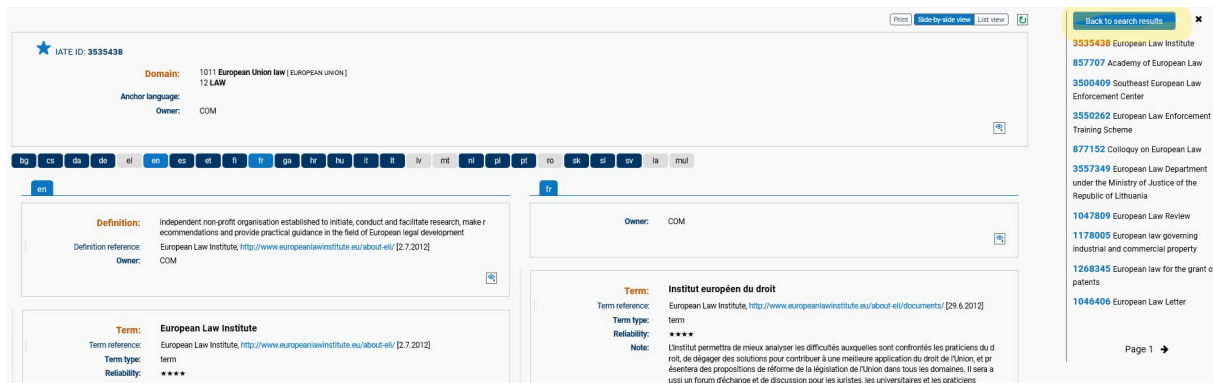 Print Side-by-side view List view
Back to search results
IATE ID: 3535438
Domain: 1011 European Union law [ EUROPEAN UNION ]
12 LAW
Anchor language:
Owner: COM
bg cs da de el en es et fi fr ga hr hu it lt lv mt nl pl pt ro sk sl sv la mul
en
Definition: independent non-profit organisation established to initiate, conduct and facilitate research, make r
ecommendations and provide practical guidance in the field of European legal development
Definition reference: European Law Institute, http://www.europeanlawinstitute.eu/about-eli/ [2.7.2012]
Owner: COM
Term: European Law Institute
Term reference: European Law Institute, http://www.europeanlawinstitute.eu/about-eli/ [2.7.2012]
Term type: term
Reliability: ★★★★
fr
Owner: COM
Term: Institut européen du droit
Term reference: European Law Institute, http://www.europeanlawinstitute.eu/about-eli/documents/ [29.6.2012]
Term type: term
Reliability: ★★★★
Note: L'Institut permettra de mieux analyser les difficultés auxquelles sont confrontés les praticiens du d
roit, de dégager des solutions pour contribuer à une meilleure application du droit de l'Union, et pr
ésentera des propositions de réforme de la législation de l'Union dans tous les domaines. Il sera a
ussi un forum d'échange et de discussion pour les juristes, les universitaires et les praticiens
3535438 European Law Institute
857707 Academy of European Law
3500409 Southeast European Law
Enforcement Center
3550262 European Law Enforcement
Training Scheme
877152 Colloquy on European Law
3557349 European Law Department
under the Ministry of Justice of the
Republic of Lithuania
1047809 European Law Review
1178005 European law governing
industrial and commercial property
1268345 European law for the grant o
patents
1046406 European Law Letter
Page 1